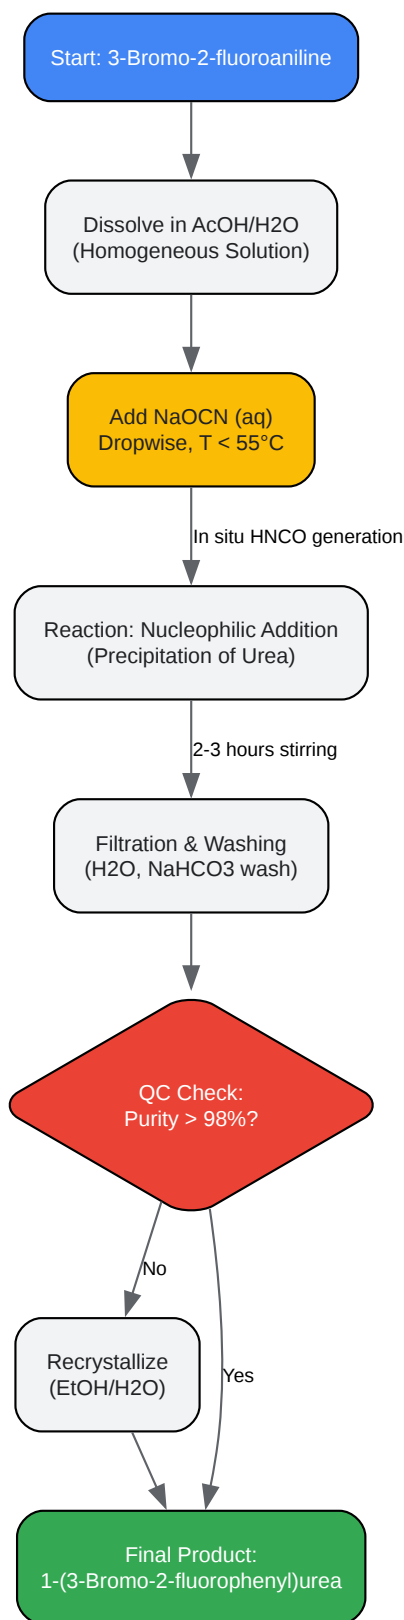 Start: 3-Bromo-2-fluoroaniline
Dissolve in AcOH/H2O
(Homogeneous Solution)
Add NaOCN (aq)
Dropwise, T < 55°C
In situ HNCO generation
Reaction: Nucleophilic Addition
(Precipitation of Urea)
2-3 hours stirring
Filtration & Washing
(H2O, NaHCO3 wash)
QC Check:
Purity > 98%?
No
Recrystallize
(EtOH/H2O)
Yes
Final Product:
1-(3-Bromo-2-fluorophenyl)urea